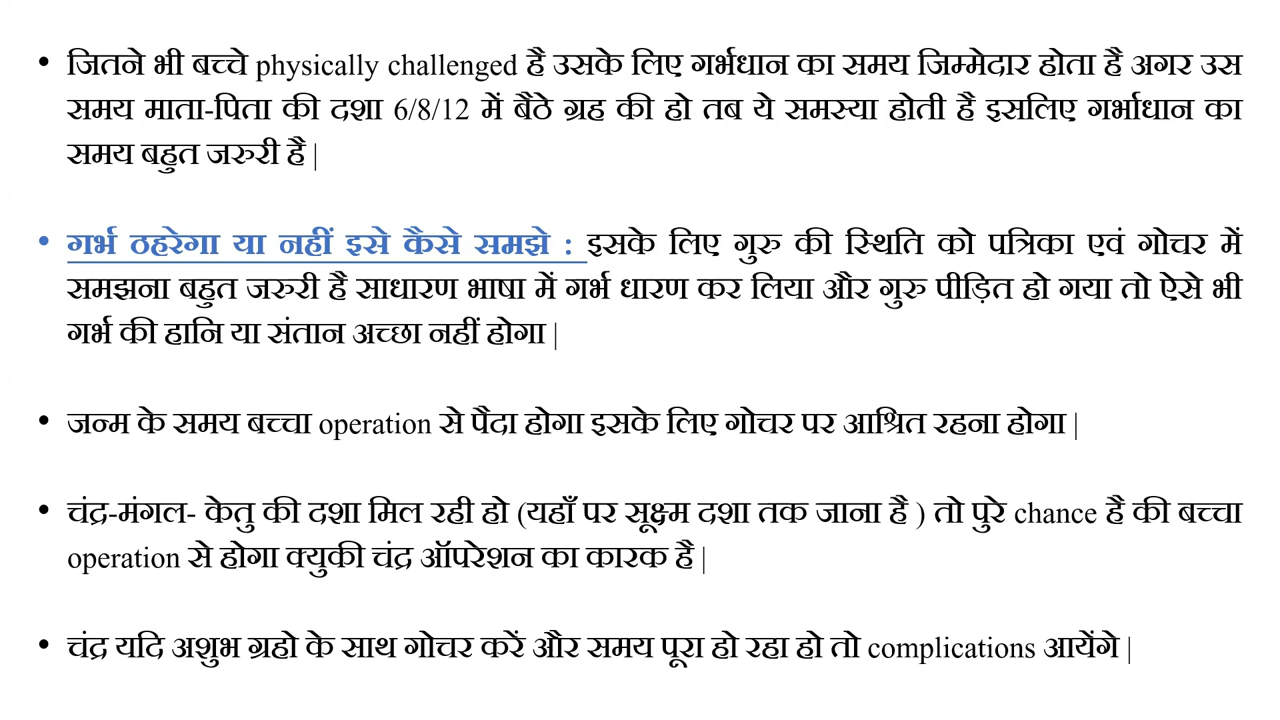 • जितने भी बच्चे physically challenged है उसके लिए गर्भधान का समय जिम्मेदार होता है अगर उस
समय माता-पिता की दशा 6/8/12 में बैठे ग्रह की हो तब ये समस्या होती है इसलिए गर्भाधान का
समय बहुत जरुरी है |
• गर्भ ठहरेगा या नहीं इसे कैसे समझे : इसके लिए गुरु की स्थिति को पत्रिका एवं गोचर में
समझना बहुत जरुरी है साधारण भाषा में गर्भ धारण कर लिया और गुरु पीड़ित हो गया तो ऐसे भी
गर्भ की हानि या संतान अच्छा नहीं होगा |
• जन्म के समय बच्चा operation से पैदा होगा इसके लिए गोचर पर आश्रित रहना होगा |
• चंद्र-मंगल- केतु की दशा मिल रही हो (यहाँ पर सूक्ष्म दशा तक जाना है ) तो पुरे chance है की बच्चा
operation से होगा क्युकी चंद्र ऑपरेशन का कारक है |
• चंद्र यदि अशुभ ग्रहो के साथ गोचर करें और समय पूरा हो रहा हो तो complications आयेंगे |